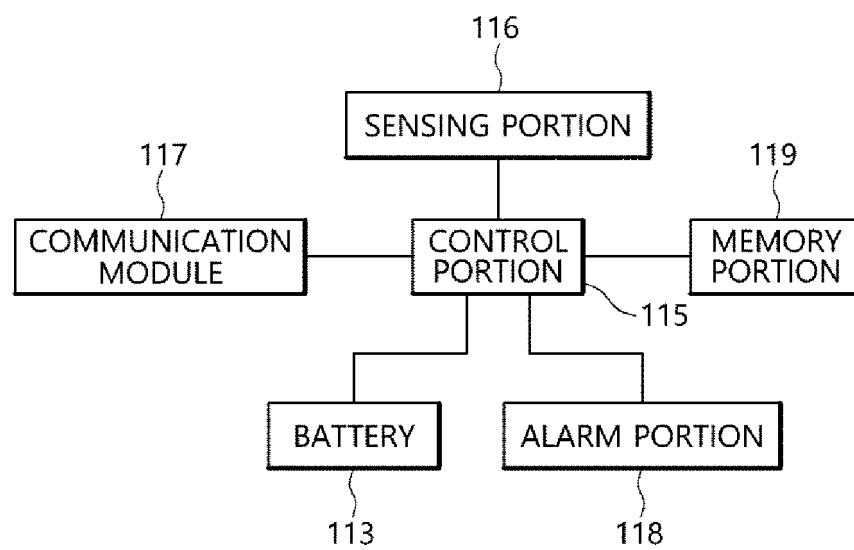 116
SENSING PORTION
117
119
COMMUNICATION
MODULE
CONTROL
PORTION
MEMORY
PORTION
115
BATTERY
ALARM PORTION
113
118